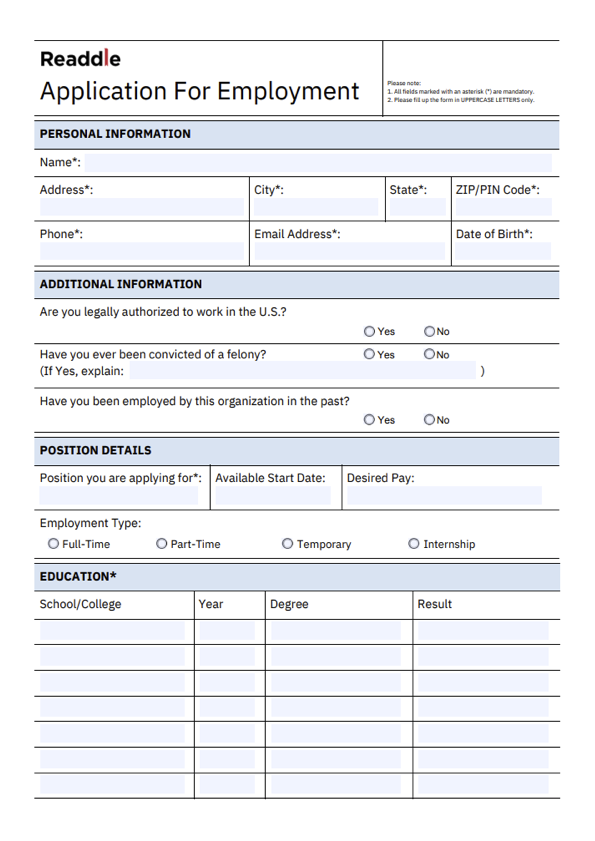 Readdle
Application For Employment
Please note:
1. All fields marked with an asterisk (*) are mandatory.
2. Please fill up the form in UPPERCASE LETTERS only.
PERSONAL INFORMATION
Name*:
Address*: City*: State*: ZIP/PIN Code*:
Phone*: Email Address*: Date of Birth*:
ADDITIONAL INFORMATION
Are you legally authorized to work in the U.S.?
Yes No
Have you ever been convicted of a felony? Yes No
(If Yes, explain: )
Have you been employed by this organization in the past?
Yes No
POSITION DETAILS
Position you are applying for*: Available Start Date: Desired Pay:
Employment Type:
Full-Time Part-Time Temporary Internship
EDUCATION*
School/College Year Degree Result